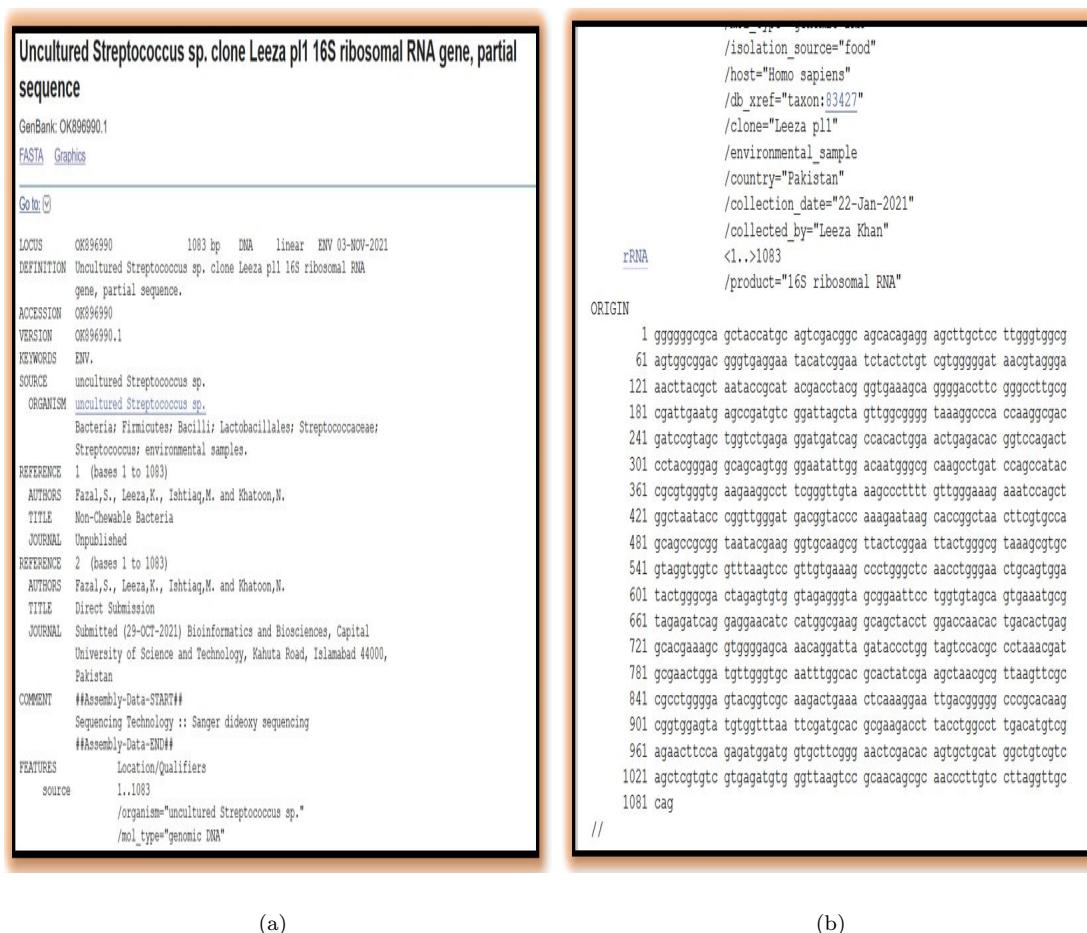 Uncultured Streptococcus sp. clone Leeza pl1 16S ribosomal RNA gene, partial
sequence
GenBank: OK896990.1
FASTA Graphics
Go to:
LOCUS OK896990 1083 bp DNA linear ENV 03-NOV-2021
DEFINITION Uncultured Streptococcus sp. clone Leeza pl1 16S ribosomal RNA
gene, partial sequence.
ACCESSION OK896990
VERSION OK896990.1
KEYWORDS ENV.
SOURCE uncultured Streptococcus sp.
ORGANISM uncultured Streptococcus sp.
Bacteria; Firmicutes; Bacilli; Lactobacillales; Streptococcaceae;
Streptococcus; environmental samples.
REFERENCE 1 (bases 1 to 1083)
AUTHORS Fazal,S., Leeza,K., Ishtiaq,M. and Khatoon,N.
TITLE Non-Chewable Bacteria
JOURNAL Unpublished
REFERENCE 2 (bases 1 to 1083)
AUTHORS Fazal,S., Leeza,K., Ishtiaq,M. and Khatoon,N.
TITLE Direct Submission
JOURNAL Submitted (29-OCT-2021) Bioinformatics and Biosciences, Capital
University of Science and Technology, Kahuta Road, Islamabad 44000,
Pakistan
COMMENT ##Assembly-Data-START##
Sequencing Technology :: Sanger dideoxy sequencing
##Assembly-Data-END##
FEATURES Location/Qualifiers
source 1..1083
/organism="uncultured Streptococcus sp."
/mol_type="genomic DNA"
(a)
/isolation_source="food"
/host="Homo sapiens"
/db_xref="taxon:83427"
/clone="Leeza pl1"
/environmental_sample
/country="Pakistan"
/collection_date="22-Jan-2021"
/collected_by="Leeza Khan"
rRNA <1..>1083
/product="16S ribosomal RNA"
ORIGIN
1 ggggggcgca gctaccatgc agtcgacggc agcacagagg agcttgctcc ttgggtggcg
61 agtggcggac gggtgaggaa tacatcggaa tctactctgt cgtgggggat aacgtaggga
121 aacttacgct aataccgcat acgacctacg ggtgaaagca ggggaccttc gggccttgcg
181 cgattgaatg agccgatgtc ggattagcta gttggcgggg taaaggccca ccaaggcgac
241 gatccgtagc tggtctgaga ggatgatcag ccacactgga actgagacac ggtccagact
301 cctacgggag gcagcagtgg ggaatattgg acaatgggcg caagcctgat ccagccatac
361 cgcgtgggtg aagaaggcct tcgggttgta aagccctttt gttgggaaag aaatccagct
421 ggctaatacc cggttgggat gacggtaccc aaagaataag caccggctaa cttcgtgcca
481 gcagccgcgg taatacgaag ggtgcaagcg ttactcggaa ttactgggcg taaagcgtgc
541 gtaggtggtc gtttaagtcc gttgtgaaag ccctgggctc aacctgggaa ctgcagtgga
601 tactgggcga ctagagtgtg gtagagggta gcggaattcc tggtgtagca gtgaaatgcg
661 tagagatcag gaggaacatc catggcgaag gcagctacct ggaccaacac tgacactgag
721 gcacgaaagc gtggggagca aacaggatta gataccctgg tagtccacgc cctaaacgat
781 gcgaactgga tgttgggtgc aatttggcac gcactatcga agctaacgcg ttaagttcgc
841 cgcctgggga gtacggtcgc aagactgaaa ctcaaaggaa ttgacggggg cccgcacaag
901 cggtggagta tgtggtttaa ttcgatgcac gcgaagacct tacctggcct tgacatgtcg
961 agaacttcca gagatggatg gtgcttcggg aactcgacac agtgctgcat ggctgtcgtc
1021 agctcgtgtc gtgagatgtg ggttaagtcc gcaacagcgc aacccttgtc cttaggttgc
1081 cag
//
(b)